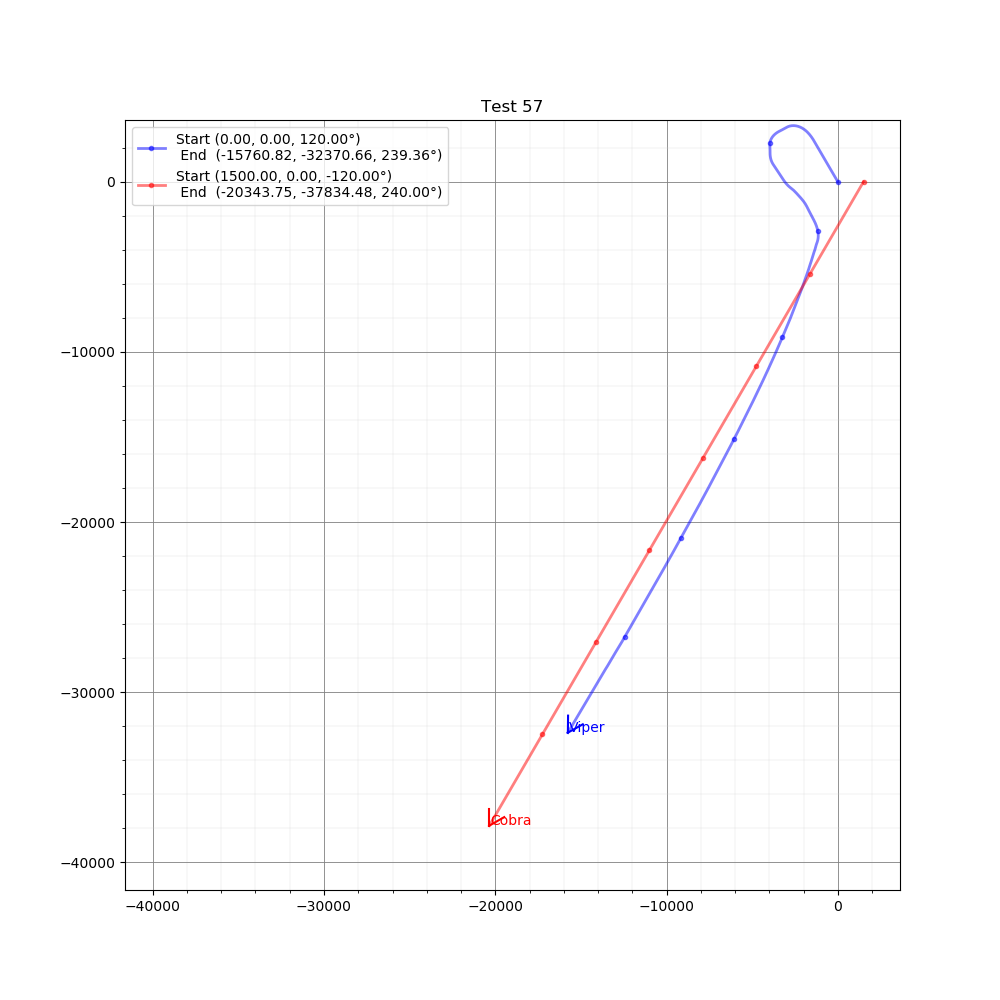 Test 57
Start (0.00, 0.00, 120.00°)
End  (-15760.82, -32370.66, 239.36°)
Start (1500.00, 0.00, -120.00°)
End  (-20343.75, -37834.48, 240.00°)
0
−10000
−20000
−30000
−40000
Viper
Cobra
−40000
−30000
−20000
−10000
0